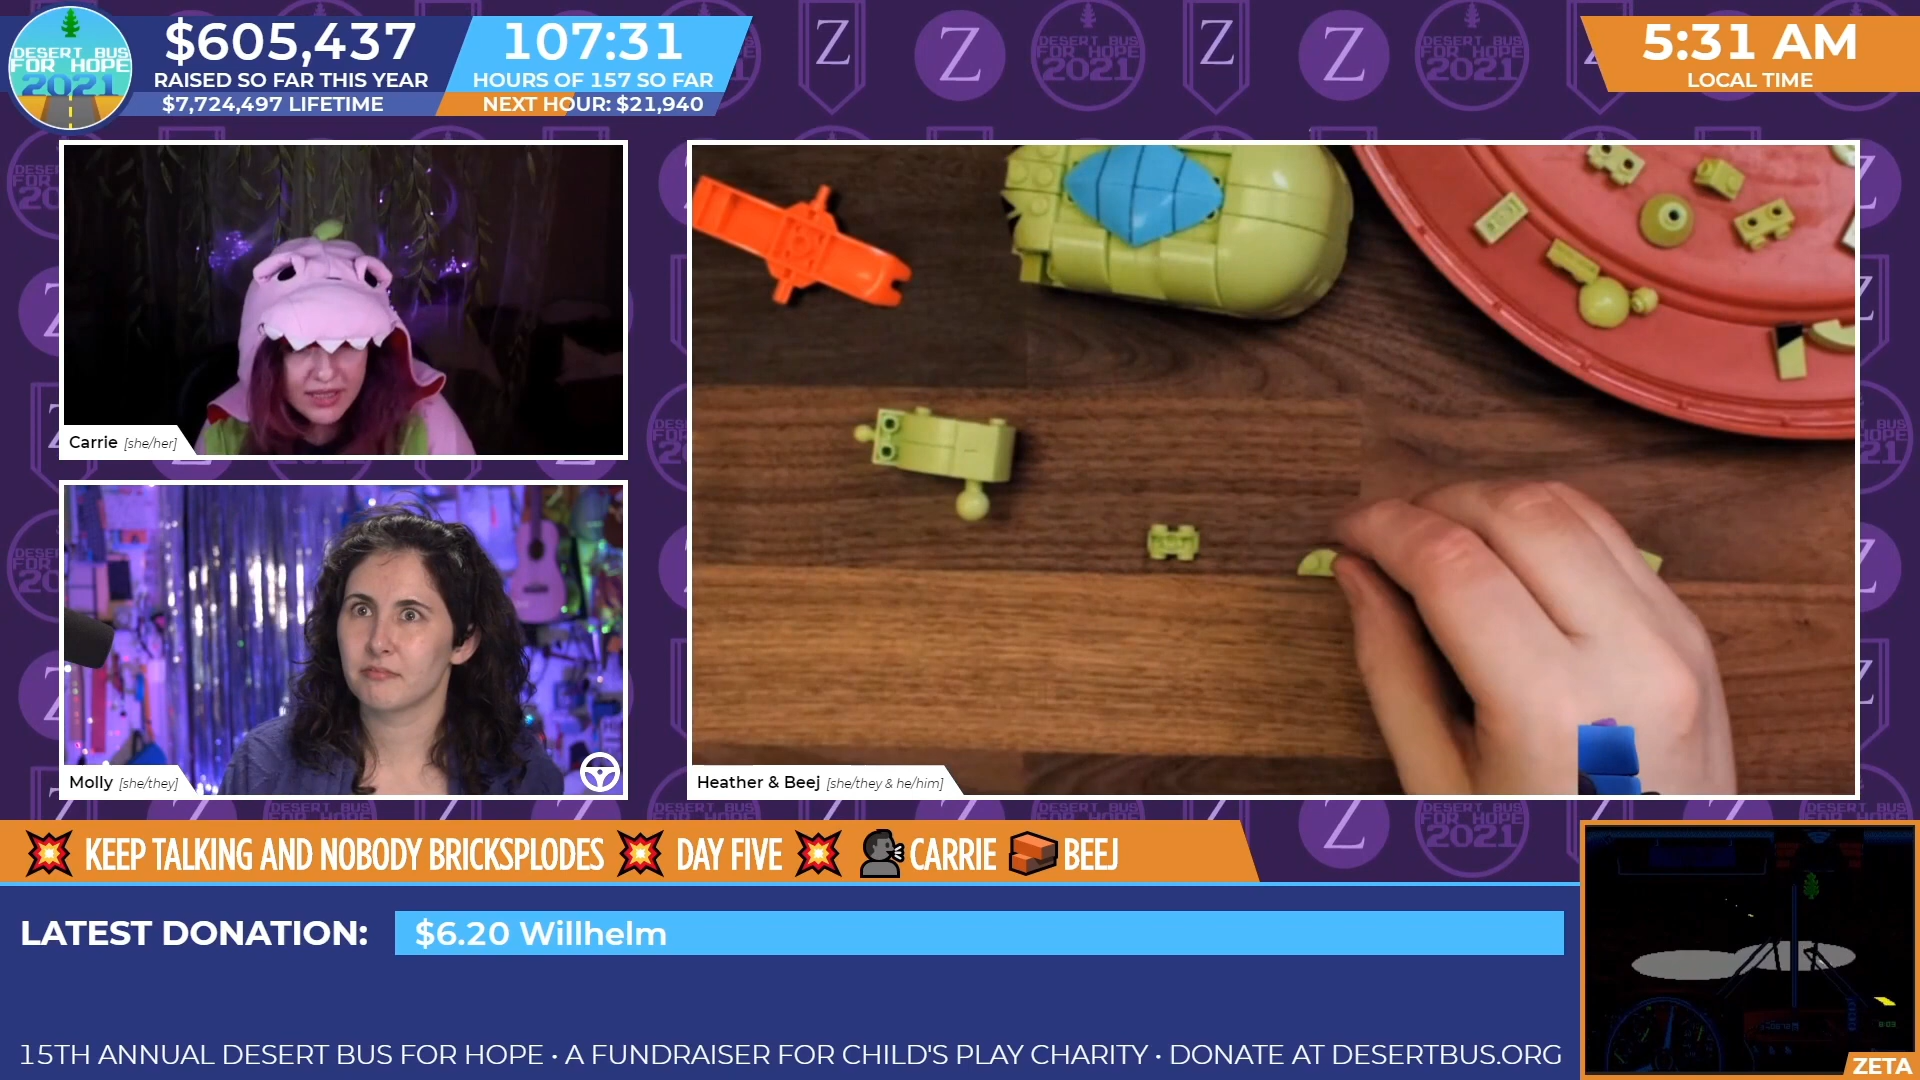 DESERT BUS
FOR HOPE
2021
$605,437
RAISED SO FAR THIS YEAR
$7,724,497 LIFETIME
107:31
HOURS OF 157 SO FAR
NEXT HOUR: $21,940
5:31 AM
LOCAL TIME
Carrie [she/her]
Molly [she/they]
Heather & Beej [she/they & he/him]
KEEP TALKING AND NOBODY BRICKSPLODES DAY FIVE CARRIE BEEJ
LATEST DONATION: $6.20 Willhelm
15TH ANNUAL DESERT BUS FOR HOPE • A FUNDRAISER FOR CHILD'S PLAY CHARITY • DONATE AT DESERTBUS.ORG
ZETA